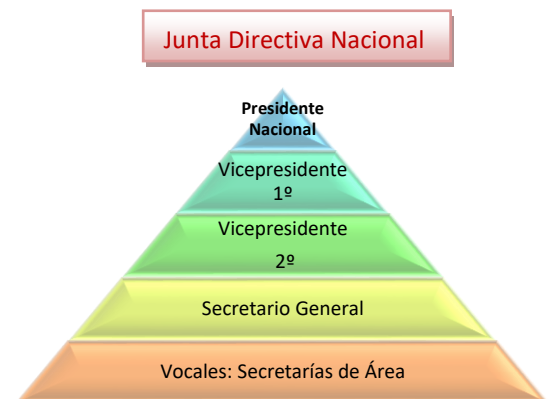 Junta Directiva Nacional
Presidente
Nacional
Vicepresidente
1º
Vicepresidente
2º
Secretario General
Vocales: Secretarías de Área